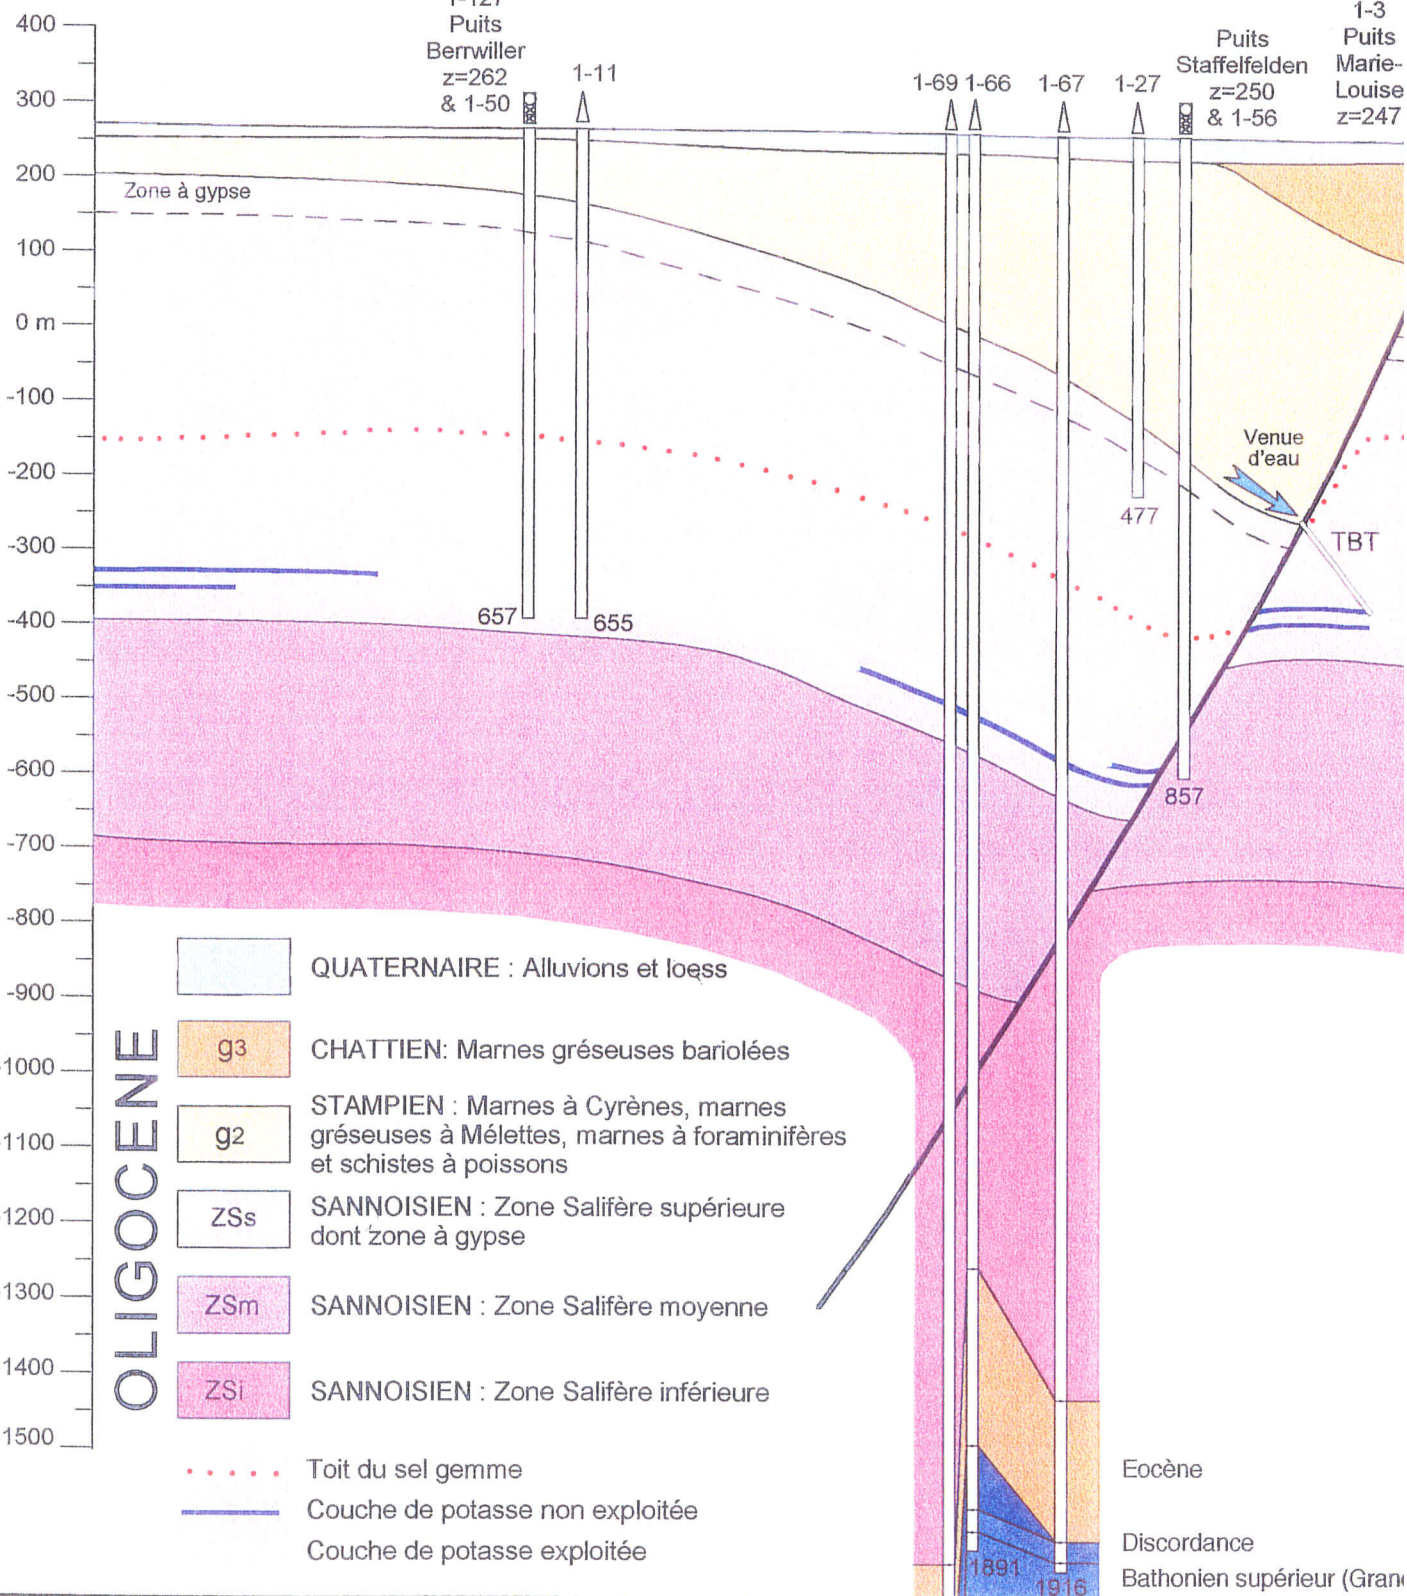 1-127
Puits
Berrwiller
z=262
& 1-50
1-11
1-69 1-66 1-67 1-27
Puits
Staffelfelden
z=250
& 1-56
1-3
Puits
Marie-
Louise
z=247
400
300
200
100
0 m
-100
-200
-300
-400
-500
-600
-700
-800
-900
-1000
-1100
-1200
-1300
1400
1500
Zone à gypse
Venue
d'eau
TBT
477
657
655
857
1891
1916
OLIGOCENE
QUATERNAIRE : Alluvions et loess
g3
CHATTIEN: Marnes gréseuses bariolées
g2
STAMPIEN : Marnes à Cyrènes, marnes
gréseuses à Mélettes, marnes à foraminifères
et schistes à poissons
ZSs
SANNOISIEN : Zone Salifère supérieure
dont zone à gypse
ZSm
SANNOISIEN : Zone Salifère moyenne
ZSi
SANNOISIEN : Zone Salifère inférieure
Toit du sel gemme
Couche de potasse non exploitée
Couche de potasse exploitée
Eocène
Discordance
Bathonien supérieur (Grand